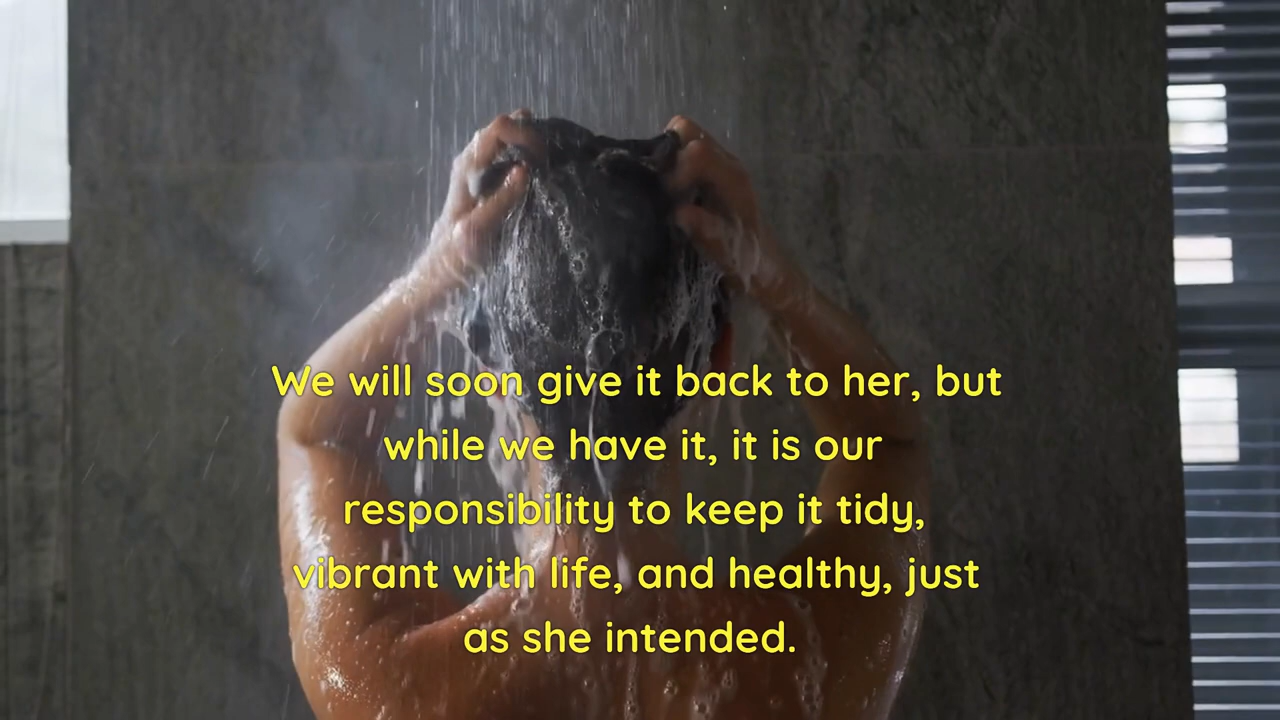 We will soon give it back to her, but
while we have it, it is our
responsibility to keep it tidy,
vibrant with life, and healthy, just
as she intended.